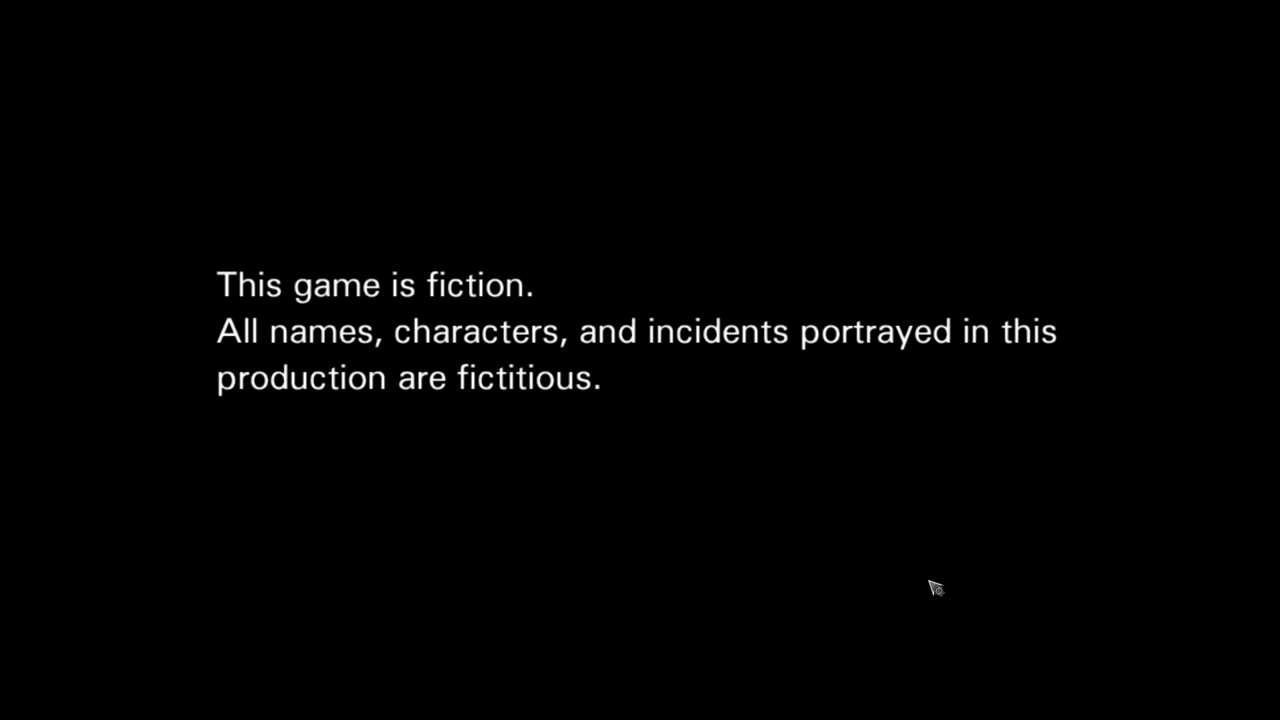 This game is fiction.
All names, characters, and incidents portrayed in this
production are fictitious.